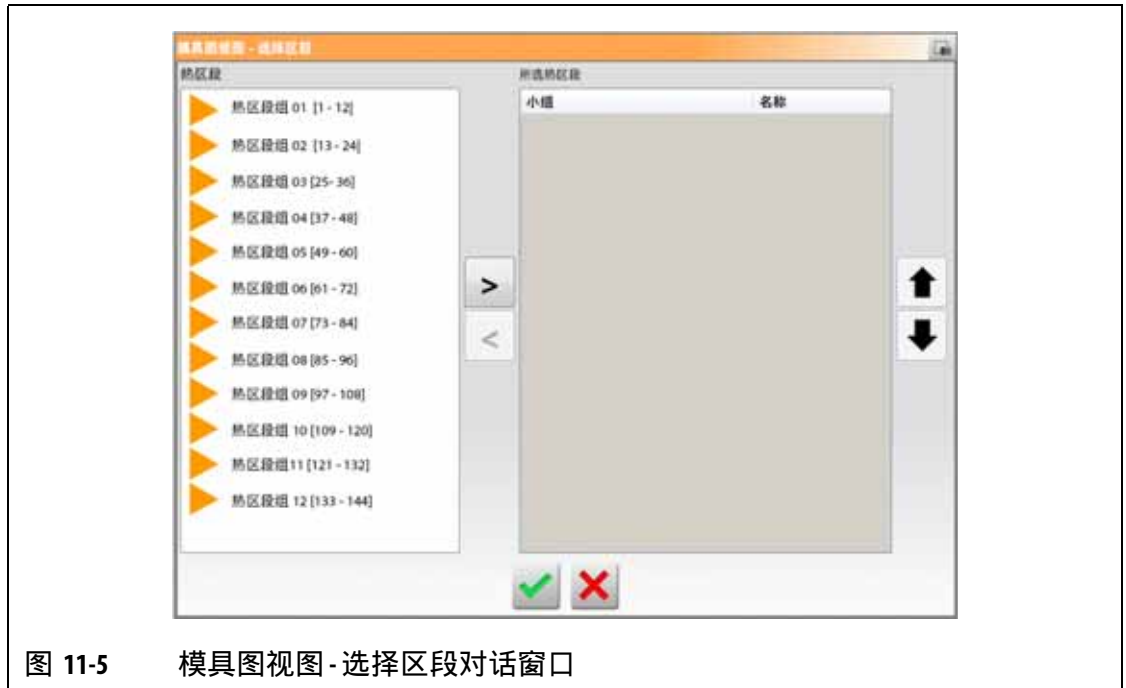 模具图视图 - 选择区段
热区段
所选热区段
小组 名称
热区段组 01 [1 - 12]
热区段组 02 [13 - 24]
热区段组 03 [25- 36]
热区段组 04 [37 - 48]
热区段组 05 [49 - 60]
热区段组 06 [61 - 72]
热区段组 07 [73 - 84]
热区段组 08 [85 - 96]
热区段组 09 [97 - 108]
热区段组 10 [109 - 120]
热区段组11 [121 - 132]
热区段组 12 [133 - 144]
>
<
图 11-5 模具图视图 - 选择区段对话窗口